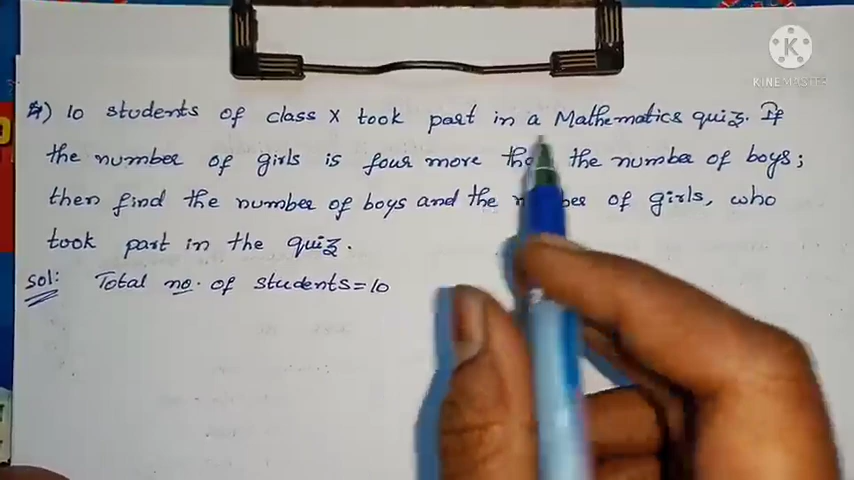 Q) 10 students of class X took part in a Mathematics quiz. If
the number of girls is four more the number of boys;
then find the number of boys and the of girls, who
took part in the quiz.
Sol: Total no. of students = 10
K
KINEMASTER